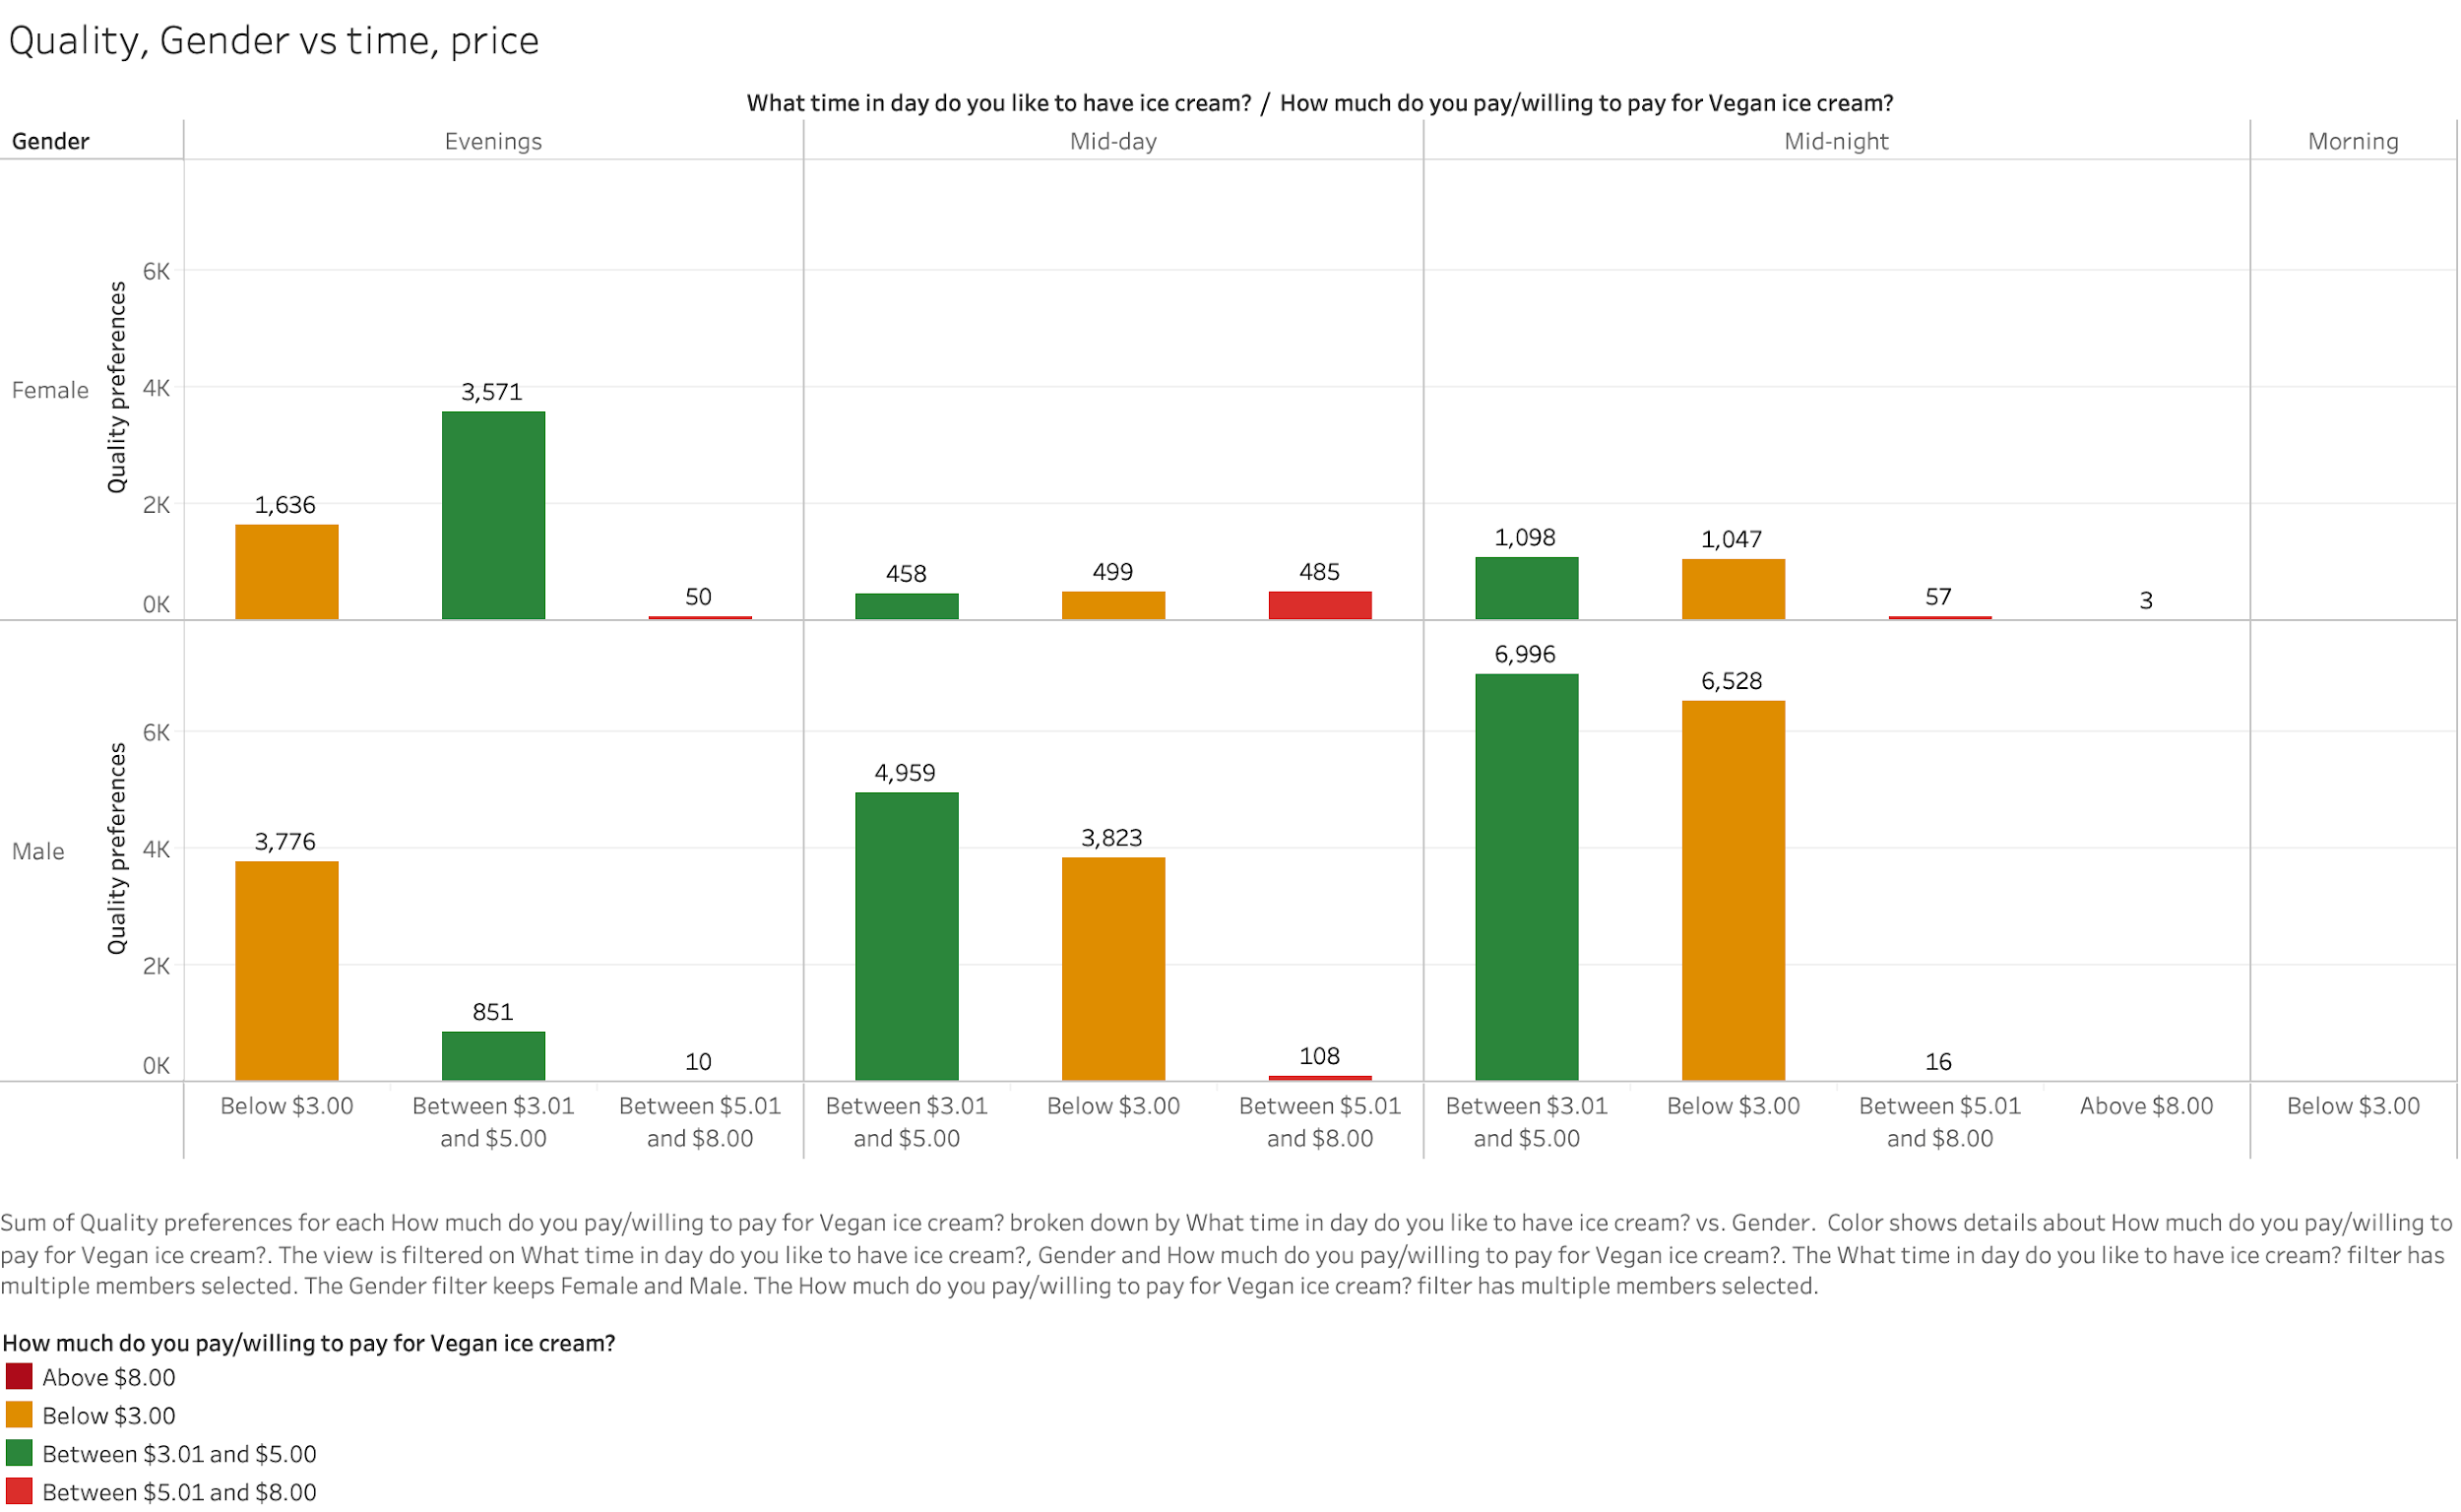 Quality, Gender vs time, price
What time in day do you like to have ice cream? / How much do you pay/willing to pay for Vegan ice cream?
Gender Evenings Mid-day Mid-night Morning
Female
Quality preferences
6K
4K
2K
0K
1,636
3,571
50
458
499
485
1,098
1,047
57
3
Male
Quality preferences
6K
4K
2K
0K
3,776
851
10
4,959
3,823
108
6,996
6,528
16
Below $3.00
Between $3.01
and $5.00
Between $5.01
and $8.00
Between $3.01
and $5.00
Below $3.00
Between $5.01
and $8.00
Between $3.01
and $5.00
Below $3.00
Between $5.01
and $8.00
Above $8.00
Below $3.00
Sum of Quality preferences for each How much do you pay/willing to pay for Vegan ice cream? broken down by What time in day do you like to have ice cream? vs. Gender.  Color shows details about How much do you pay/willing to
pay for Vegan ice cream?. The view is filtered on What time in day do you like to have ice cream?, Gender and How much do you pay/willing to pay for Vegan ice cream?. The What time in day do you like to have ice cream? filter has
multiple members selected. The Gender filter keeps Female and Male. The How much do you pay/willing to pay for Vegan ice cream? filter has multiple members selected.
How much do you pay/willing to pay for Vegan ice cream?
Above $8.00
Below $3.00
Between $3.01 and $5.00
Between $5.01 and $8.00